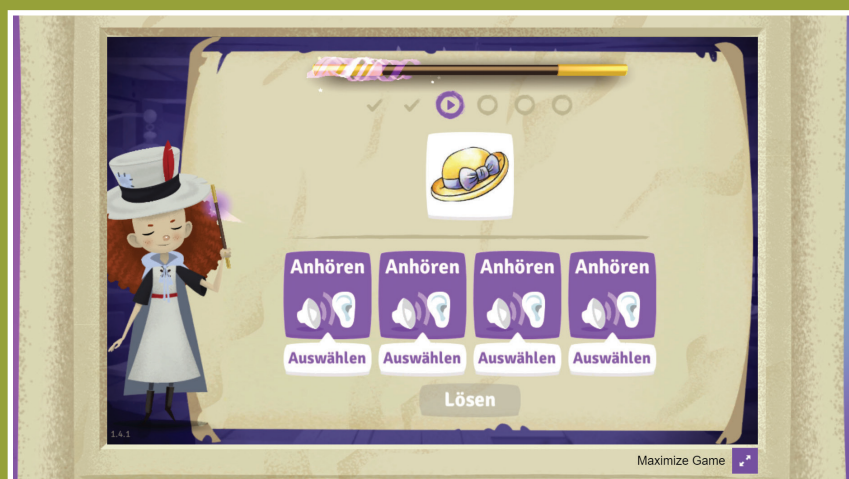 Anhören Anhören Anhören Anhören
Auswählen Auswählen Auswählen Auswählen
Lösen
1.4.1
Maximize Game